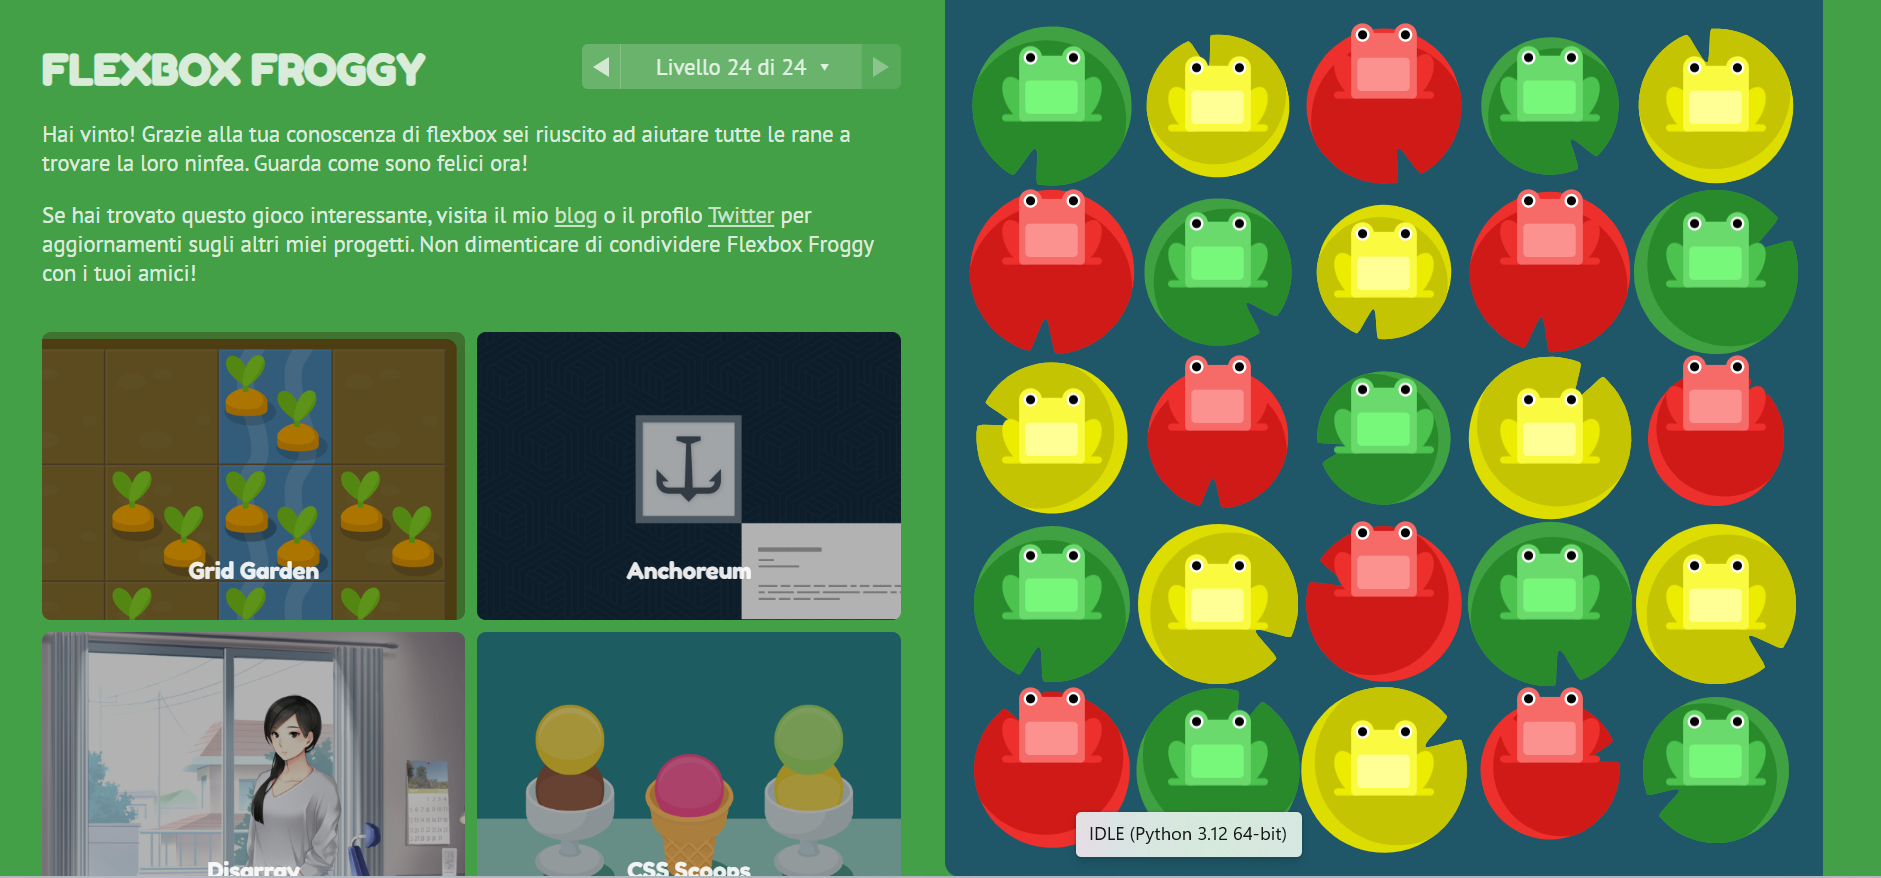 FLEXBOX FROGGY
Livello 24 di 24
Hai vinto! Grazie alla tua conoscenza di flexbox sei riuscito ad aiutare tutte le rane a
trovare la loro ninfea. Guarda come sono felici ora!
Se hai trovato questo gioco interessante, visita il mio blog o il profilo Twitter per
aggiornamenti sugli altri miei progetti. Non dimenticare di condividere Flexbox Froggy
con i tuoi amici!
Grid Garden
Anchoreum
Disarray
CSS Scoops
IDLE (Python 3.12 64-bit)